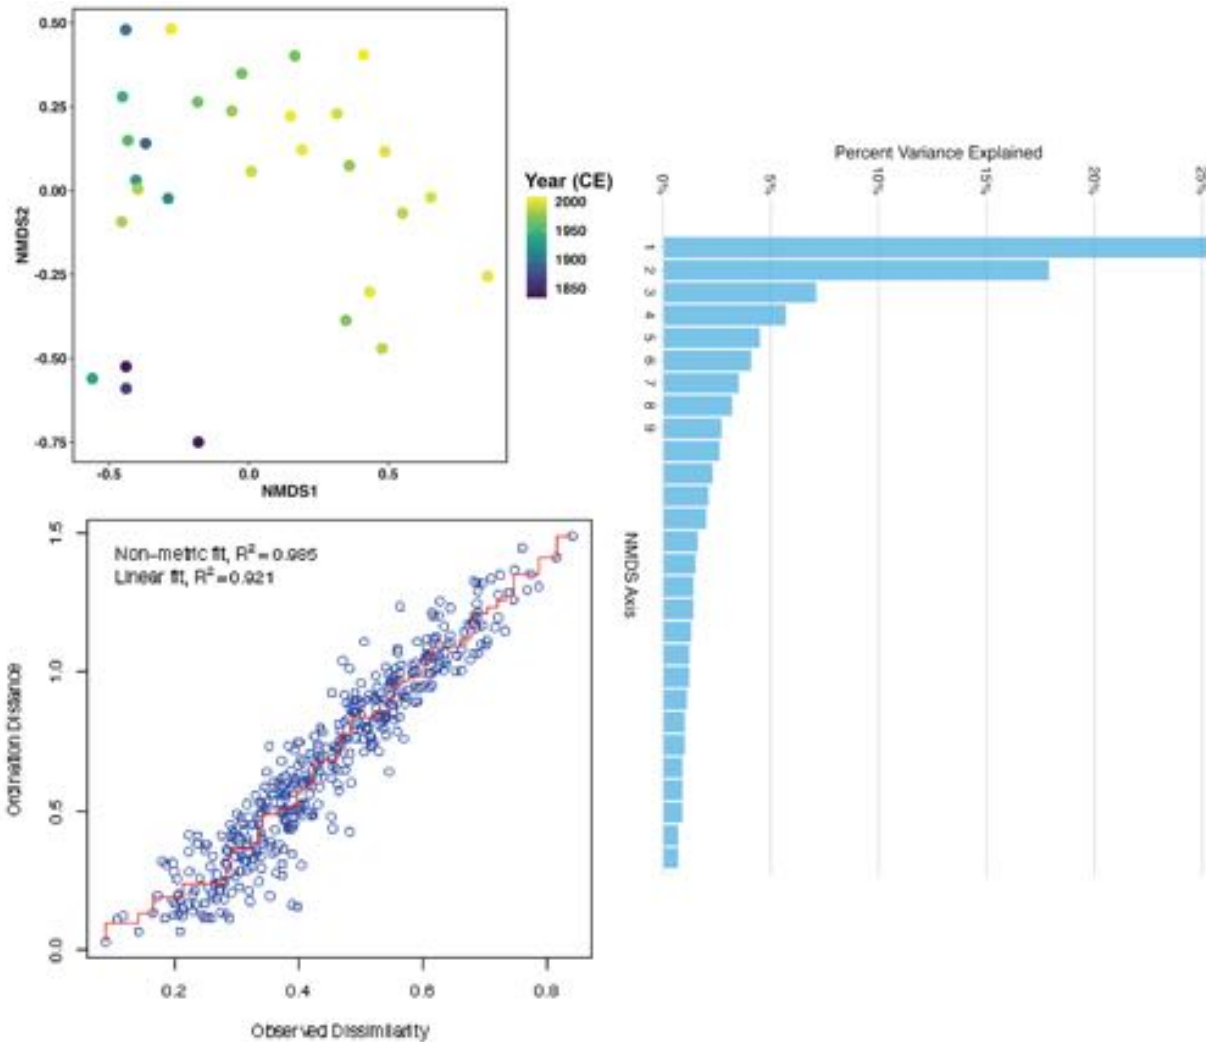 0.50
0.25
0.00
-0.25
-0.50
-0.75
NMDS2
-0.5 0.0 0.5
NMDS1
Year (CE)
2000
1950
1900
1850
Non-metric fit, R²=0.985
Linear fit, R²=0.921
1.5
1.0
0.5
0.0
Ordination Distance
0.2 0.4 0.6 0.8
Observed Dissimilarity
Percent Variance Explained
0% 5% 10% 15% 20% 25%
1
2
3
4
5
6
7
8
9
NMDS Axis